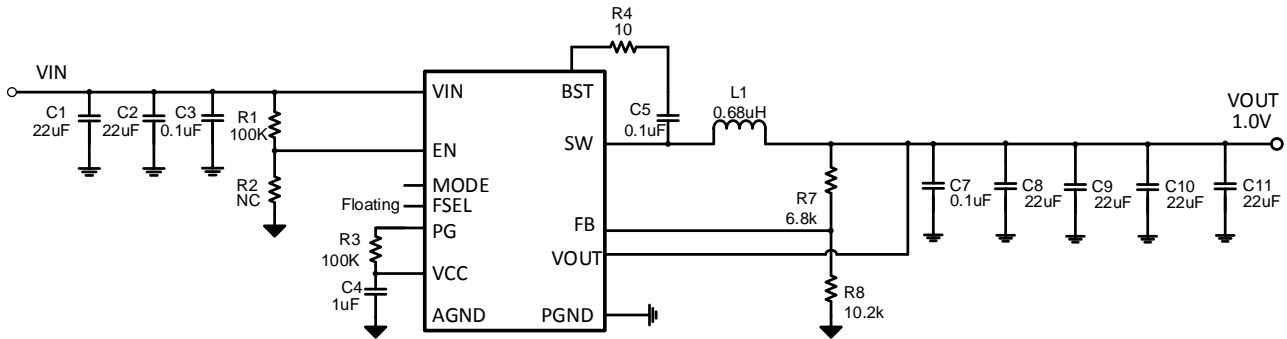 R4
10
VIN
VIN
BST
C1
22uF
C2
22uF
C3
0.1uF
R1
100K
C5
0.1uF
L1
0.68uH
VOUT
1.0V
EN
SW
R2
NC
MODE
Floating
FSEL
PG
FB
R7
6.8k
C7
0.1uF
C8
22uF
C9
22uF
C10
22uF
C11
22uF
R3
100K
VOUT
VCC
C4
1uF
R8
10.2k
AGND
PGND